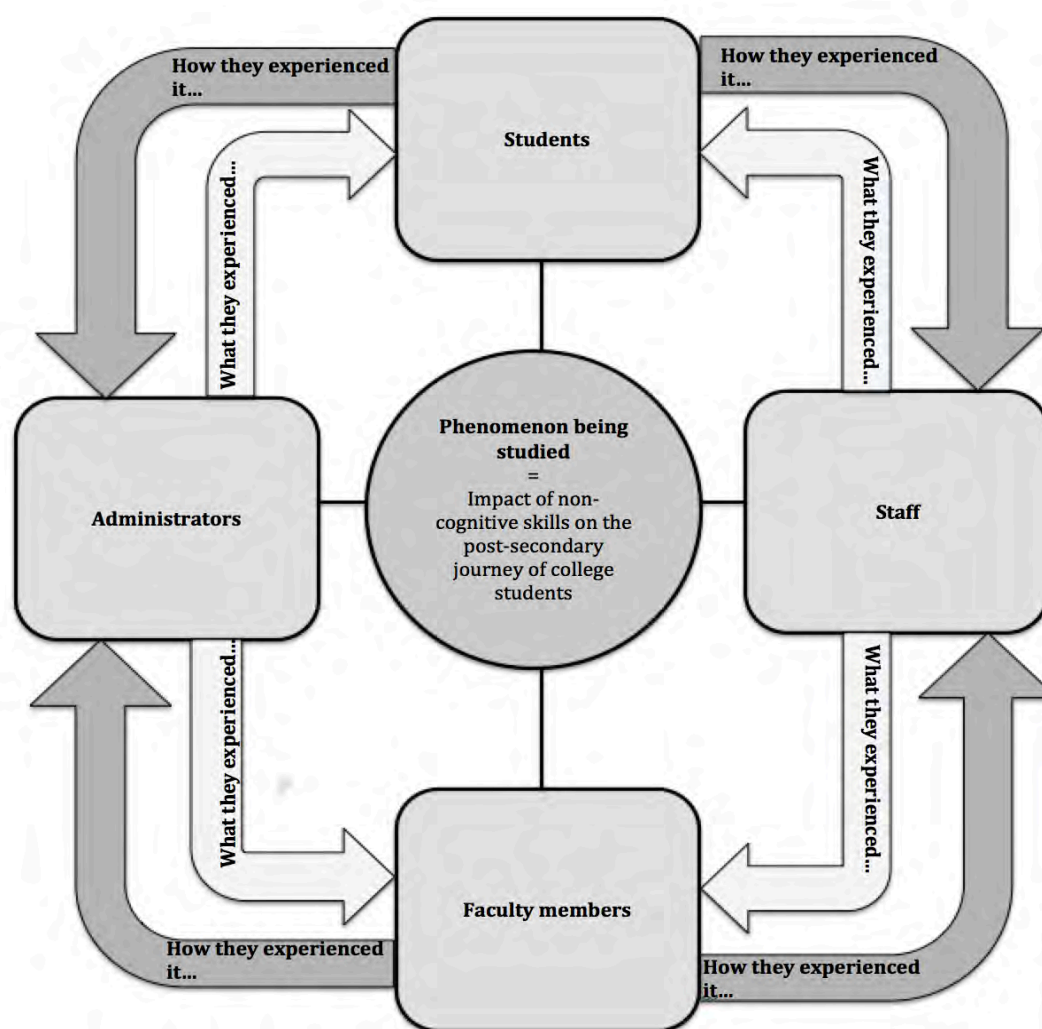 How they experienced
it...
How they experienced
it...
Students
What they experienced...
What they experienced...
Phenomenon being
studied
=
Impact of non-
cognitive skills on the
post-secondary
journey of college
students
Administrators
Staff
What they experienced...
What they experienced...
Faculty members
How they experienced
it...
How they experienced
it...